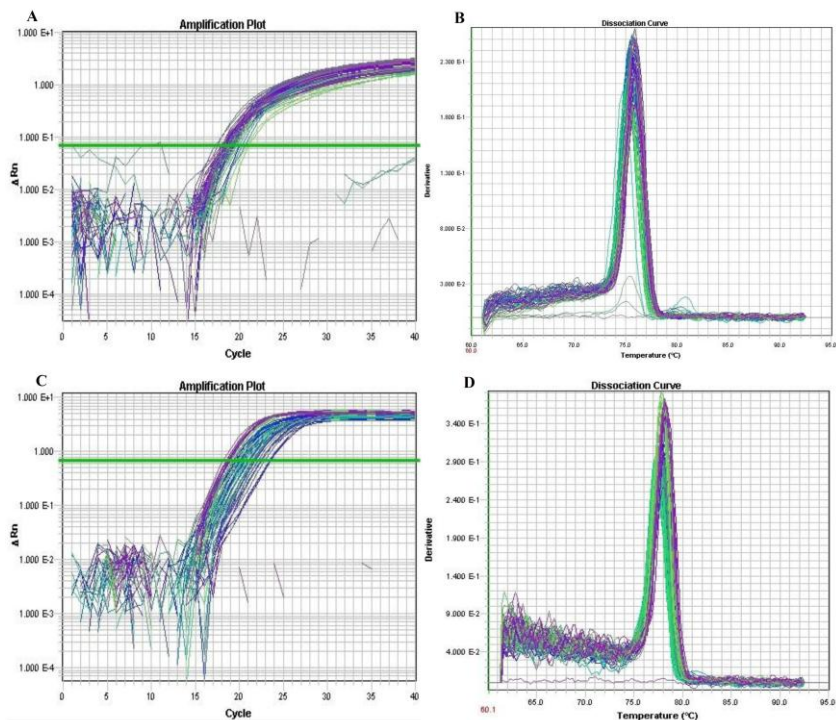 A
Amplification Plot
1.000 E+1
1.000
1.000 E-1
1.000 E-2
1.000 E-3
1.000 E-4
Δ Rn
0 5 10 15 20 25 30 35 40
Cycle
B
Dissociation Curve
2.300 E-1
1.800 E-1
1.300 E-1
8.000 E-2
3.000 E-2
Derivative
60.0 65.0 70.0 75.0 80.0 85.0 90.0 95.0
60.0
Temperature (°C)
C
Amplification Plot
1.000 E+1
1.000
1.000 E-1
1.000 E-2
1.000 E-3
1.000 E-4
Δ Rn
0 5 10 15 20 25 30 35 40
Cycle
D
Dissociation Curve
3.400 E-1
2.900 E-1
2.400 E-1
1.900 E-1
1.400 E-1
9.000 E-2
4.000 E-2
Derivative
65.0 70.0 75.0 80.0 85.0 90.0 95.0
60.1
Temperature (°C)